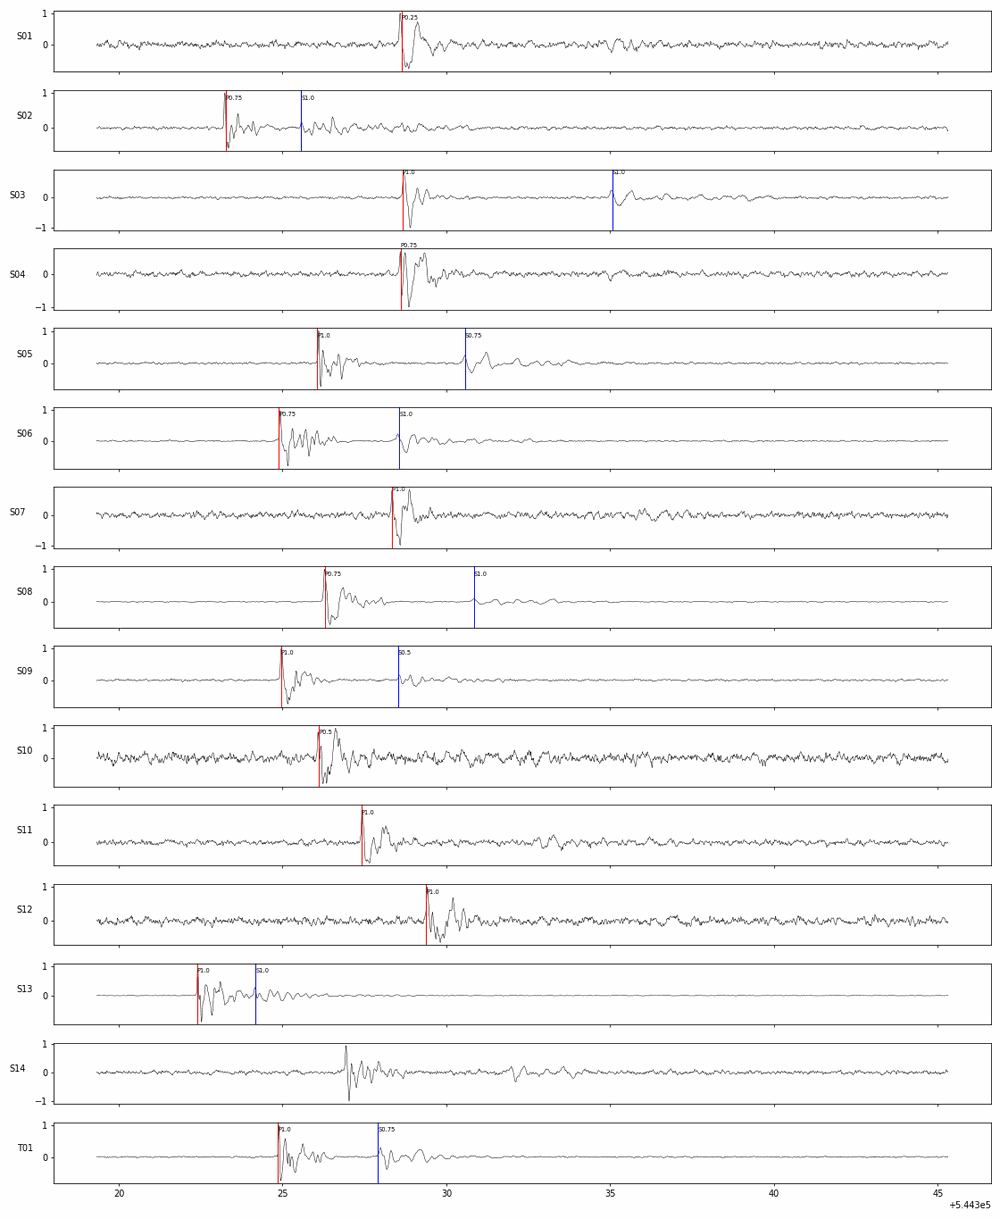 S01 1 0 P0.25
S02 1 0 P0.75 S1.0
S03 0 −1 P1.0 S1.0
S04 0 −1 P0.75
S05 1 0 P1.0 S0.75
S06 1 0 P0.75 S1.0
S07 0 −1 P1.0
S08 1 0 P0.75 S1.0
S09 1 0 P1.0 S0.5
S10 1 0 P0.5
S11 1 0 P1.0
S12 1 0 P1.0
S13 1 0 P1.0 S1.0
S14 1 0 −1
T01 1 0 P1.0 S0.75
20 25 30 35 40 45
+5.443e5